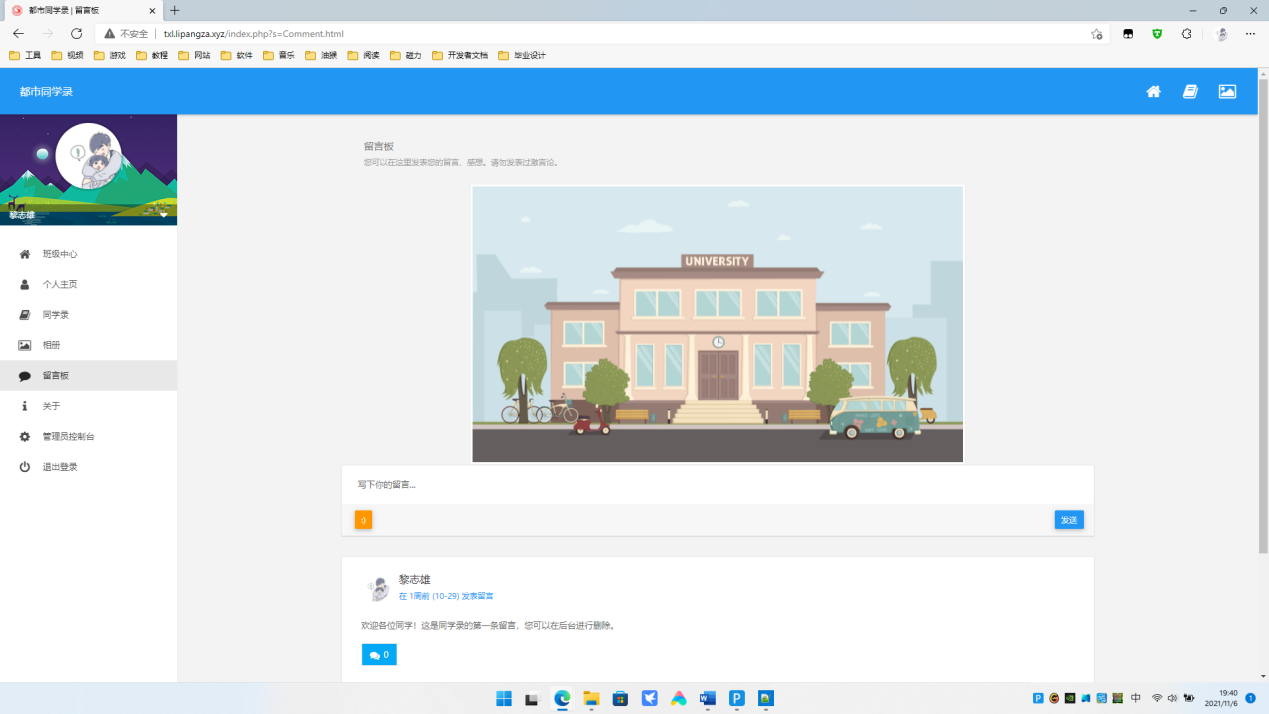 都市同学录 | 留言板
不安全 | txl.lipangza.xyz/index.php?s=Comment.html
工具 视频 游戏 教程 网站 软件 音乐 油猴 阅读 磁力 开发者文档 毕业设计
都市同学录
黎志雄
班级中心
个人主页
同学录
相册
留言板
关于
管理员控制台
退出登录
留言板
您可以在这里发表您的留言、感想。请勿发表过激言论。
UNIVERSITY
写下你的留言...
:)
发送
黎志雄
在 1周前 (10-29) 发表留言
欢迎各位同学！这是同学录的第一条留言，您可以在后台进行删除。
0
中
19:40
2021/11/6
1